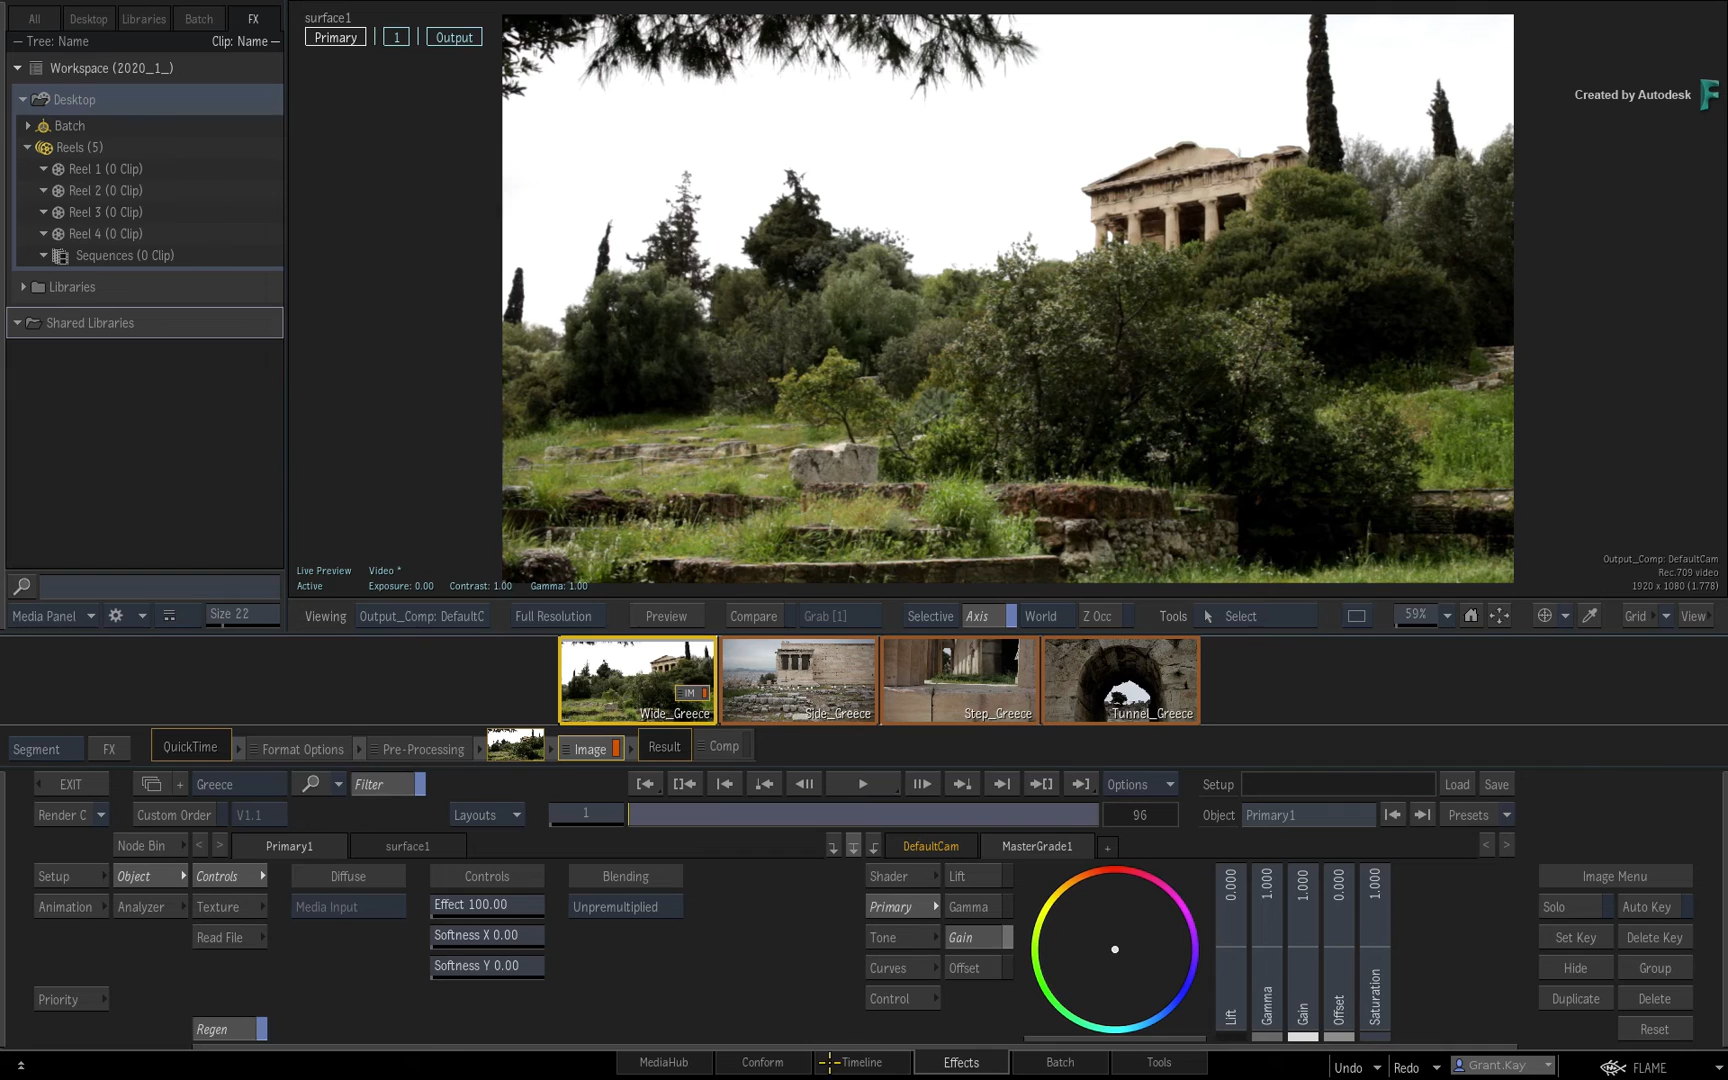 All Desktop Libraries Batch FX
Tree: Name Clip: Name
Workspace (2020_1_)
Desktop
Batch
Reels (5)
Reel 1 (0 Clip)
Reel 2 (0 Clip)
Reel 3 (0 Clip)
Reel 4 (0 Clip)
Sequences (0 Clip)
Libraries
Shared Libraries
surface1
Primary 1 Output
Created by Autodesk
Live Preview Video *
Active Exposure: 0.00 Contrast: 1.00 Gamma: 1.00
Output_Comp: DefaultCam
Rec.709 video
1920 x 1080 (1.778)
Media Panel Size 22 Viewing Output_Comp: DefaultC Full Resolution Preview Compare Grab [1] Selective Axis World Z Occ Tools Select 59% Grid View
IM
Wide_Greece Side_Greece Step_Greece Tunnel_Greece
Segment FX QuickTime Format Options Pre-Processing Image Result Comp
EXIT + Greece Filter Options Setup Load Save
Render C Custom Order V1.1 Layouts 1 96 Object Primary1 Presets
Node Bin < > Primary1 surface1 DefaultCam MasterGrade1 + < >
Setup Object Controls Diffuse Controls Blending Shader Lift Image Menu
Animation Analyzer Texture Media Input Effect 100.00 Unpremultiplied Primary Gamma Solo Auto Key
Read File Softness X 0.00 Tone Gain Set Key Delete Key
Softness Y 0.00 Curves Offset Hide Group
Priority Control Duplicate Delete
Regen Reset
0.000 1.000 1.000 0.000 1.000
Lift Gamma Gain Offset Saturation
MediaHub Conform Timeline Effects Batch Tools Undo Redo Grant.Kay FLAME